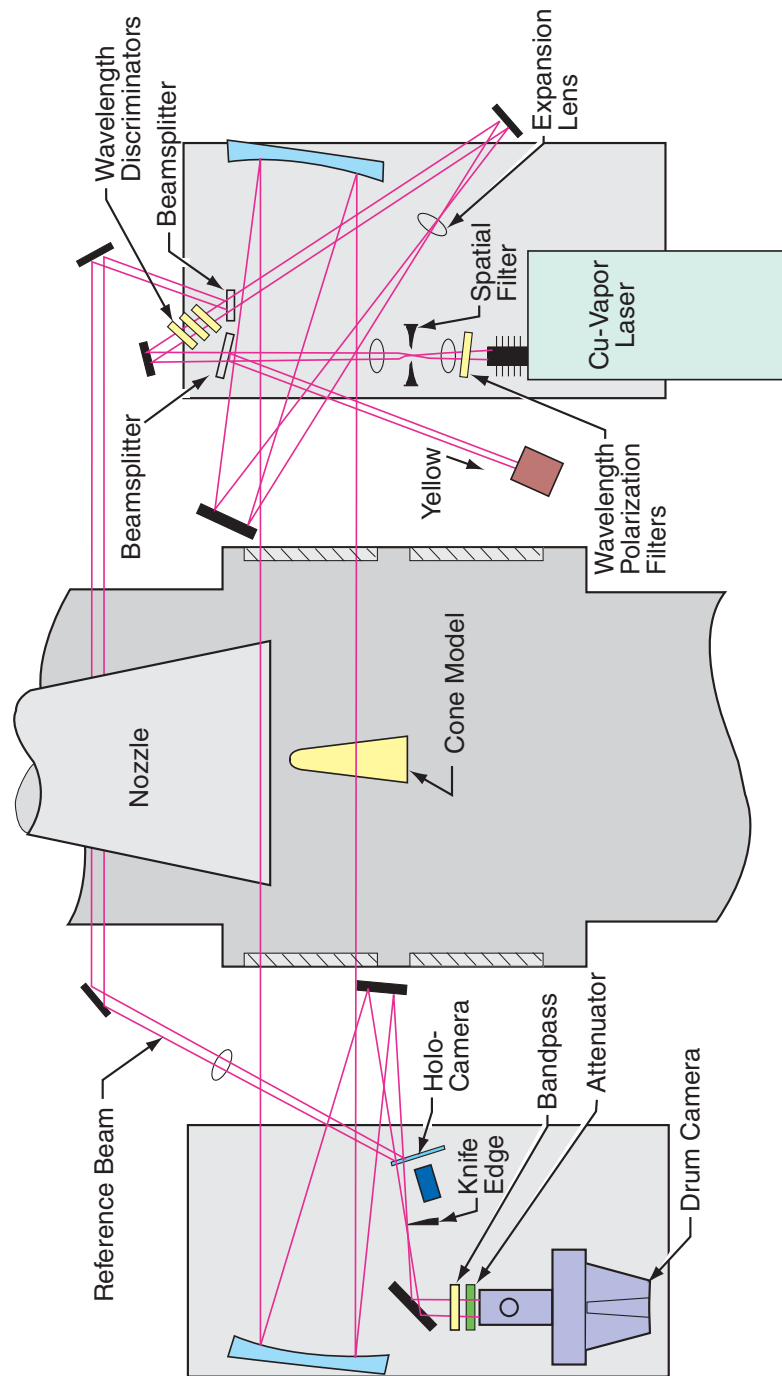 Wavelength
Discriminators
Beamsplitter
Expansion
Lens
Spatial
Filter
Cu-Vapor
Laser
Beamsplitter
Yellow
Wavelength
Polarization
Filters
Nozzle
Cone Model
Reference Beam
Holo-
Camera
Knife
Edge
Bandpass
Attenuator
Drum Camera